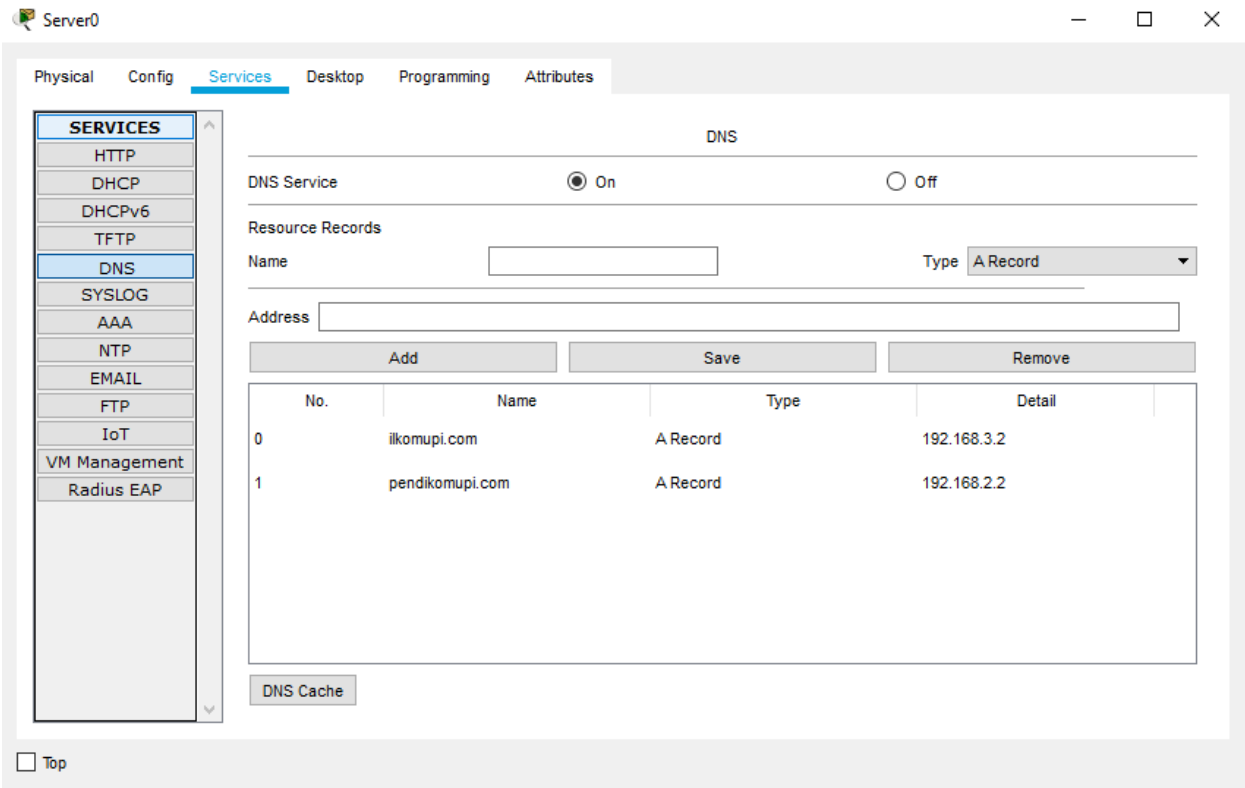 Server0
Physical Config Services Desktop Programming Attributes
SERVICES
HTTP
DHCP
DHCPv6
TFTP
DNS
SYSLOG
AAA
NTP
EMAIL
FTP
IoT
VM Management
Radius EAP
DNS
DNS Service On Off
Resource Records
Name Type A Record
Address
Add Save Remove
No. Name Type Detail
0 ilkomupi.com A Record 192.168.3.2
1 pendikomupi.com A Record 192.168.2.2
DNS Cache
Top